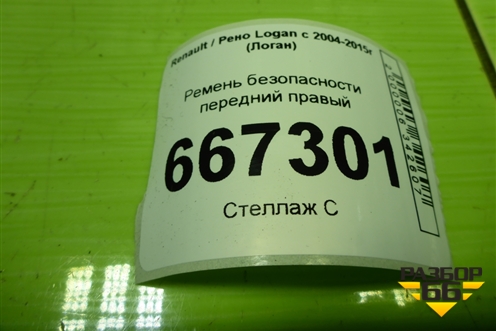 Renault / Рено Logan с 2004-2015г
(Логан)
Ремень безопасности
передний правый
667301
Стеллаж С
РАЗБОР
66